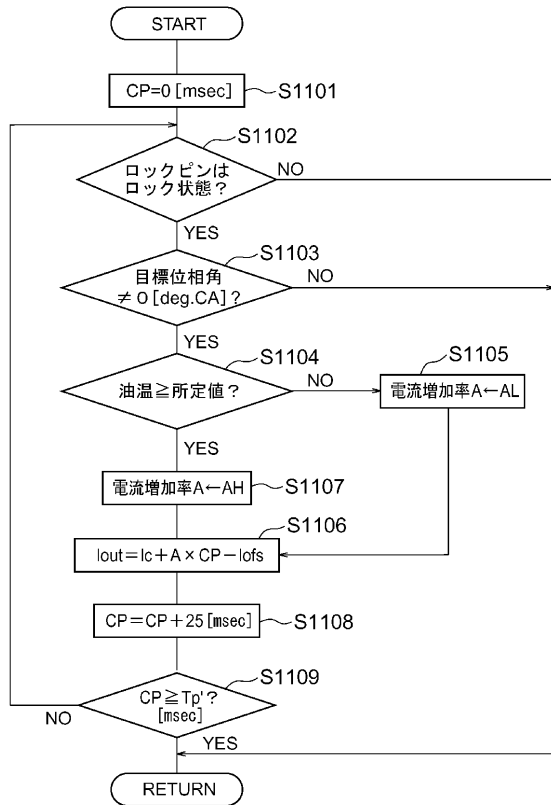 START
CP=0[msec]
S1101
S1102
ロックピンは
ロック状態？
NO
YES
S1103
目標位相角
≠0[deg.CA]？
NO
YES
S1104
油温≧所定値？
NO
S1105
電流増加率A←AL
YES
電流増加率A←AH
S1107
S1106
Iout=Ic+A×CP−Iofs
CP=CP+25[msec]
S1108
S1109
CP≧Tp'?
[msec]
NO
YES
RETURN